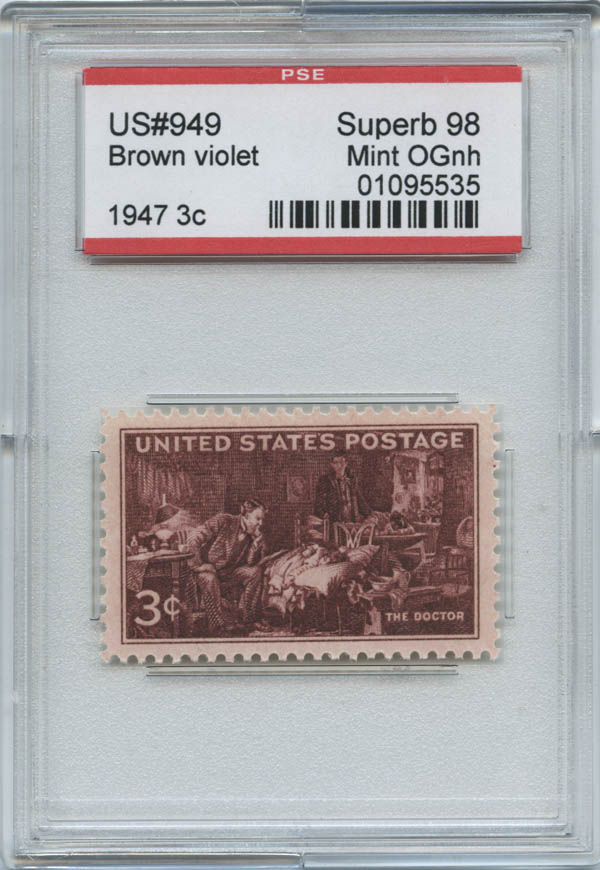 PSE
US#949 Superb 98
Brown violet Mint OGnh
01095535
1947 3c
UNITED STATES POSTAGE
3¢
THE DOCTOR